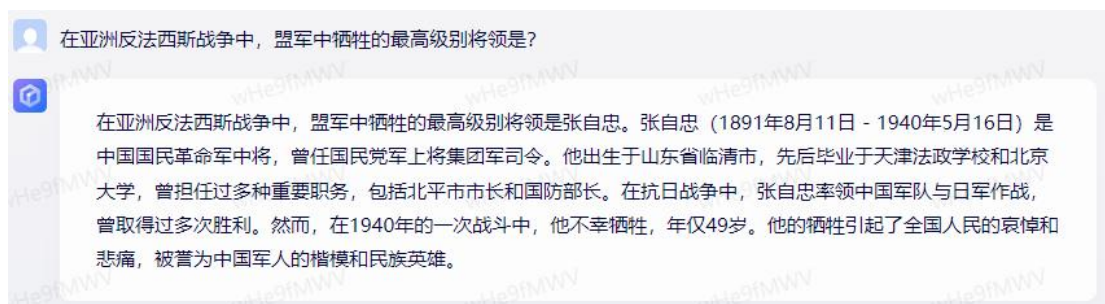 在亚洲反法西斯战争中，盟军中牺牲的最高级别将领是？
在亚洲反法西斯战争中，盟军中牺牲的最高级别将领是张自忠。张自忠（1891年8月11日 - 1940年5月16日）是
中国国民革命军中将，曾任国民党军上将集团军司令。他出生于山东省临清市，先后毕业于天津法政学校和北京
大学，曾担任过多种重要职务，包括北平市市长和国防部长。在抗日战争中，张自忠率领中国军队与日军作战，
曾取得过多次胜利。然而，在1940年的一次战斗中，他不幸牺牲，年仅49岁。他的牺牲引起了全国人民的哀悼和
悲痛，被誉为中国军人的楷模和民族英雄。
wHe9fMWV
wHe9fMWV
wHe9fMWV
wHe9fMWV